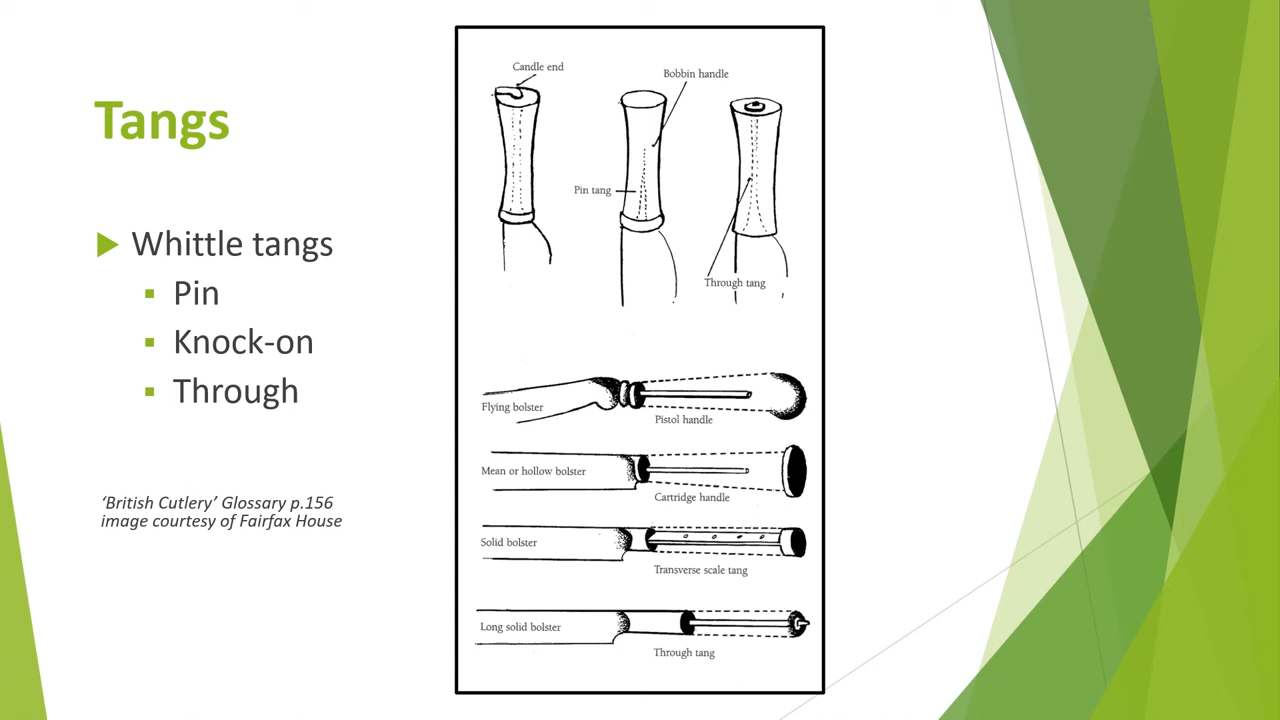 Tangs
Whittle tangs
Pin
Knock-on
Through
‘British Cutlery’ Glossary p.156
image courtesy of Fairfax House
Candle end
Bobbin handle
Pin tang
Through tang
Flying bolster
Pistol handle
Mean or hollow bolster
Cartridge handle
Solid bolster
Transverse scale tang
Long solid bolster
Through tang